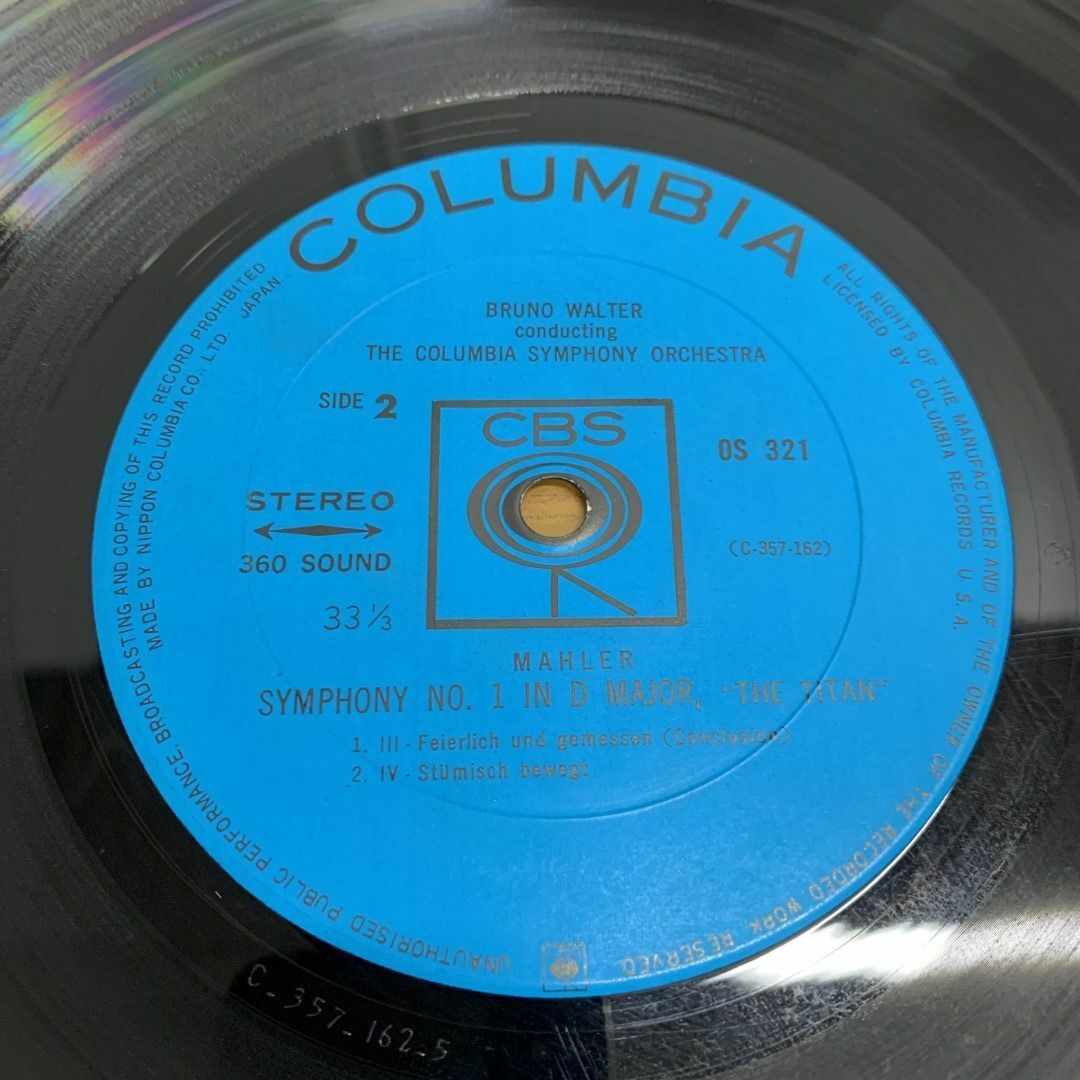 COLUMBIA
BRUNO WALTER
conducting
THE COLUMBIA SYMPHONY ORCHESTRA
SIDE 2
CBS
OS 321
STEREO
360 SOUND
(C-357-162)
33 1/3
MAHLER
SYMPHONY NO. 1 IN D MAJOR, "THE TITAN"
1. III - Feierlich und gemessen (Conclusion)
2. IV - Stümisch bewegt
UNAUTHORISED PUBLIC PERFORMANCE, BROADCASTING AND COPYING OF THIS RECORD PROHIBITED
MADE BY NIPPON COLUMBIA CO., LTD. JAPAN
ALL RIGHTS OF THE MANUFACTURER AND OF THE OWNER OF THE RECORDED WORK RESERVED
LICENSED BY COLUMBIA RECORDS U.S.A.
C-357-162-5